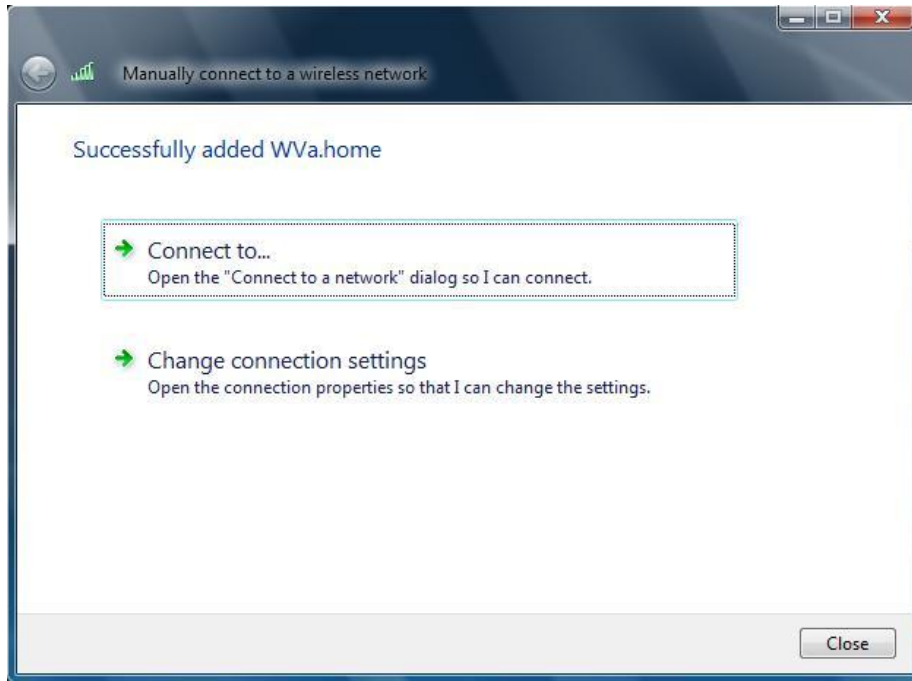 Manually connect to a wireless network
Successfully added WVa.home
Connect to...
Open the "Connect to a network" dialog so I can connect.
Change connection settings
Open the connection properties so that I can change the settings.
Close